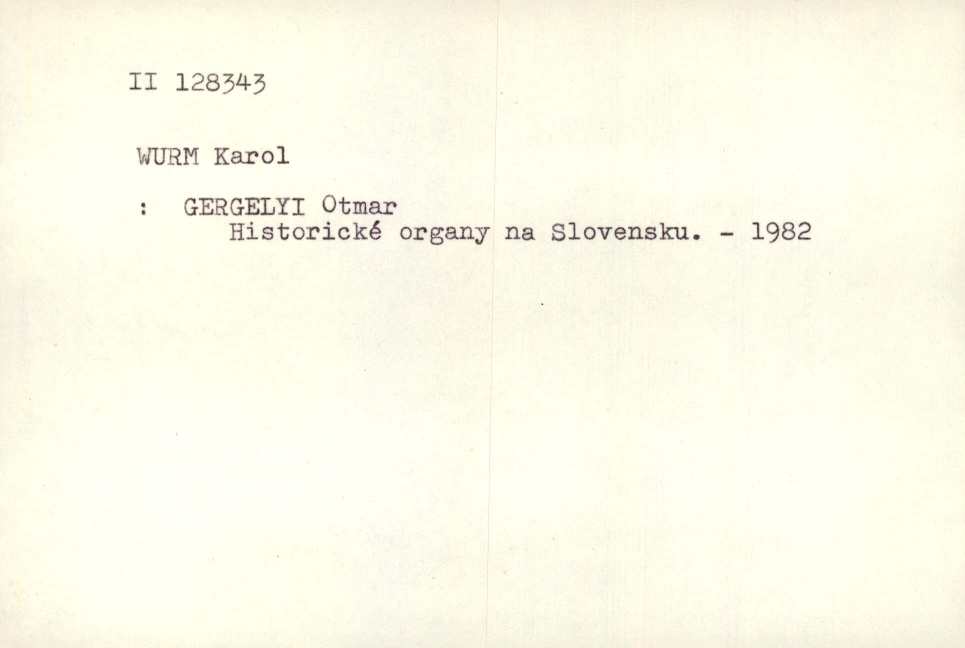 II 128343
WURM Karol
: GERGELYI Otmar
Historické organy na Slovensku. - 1982